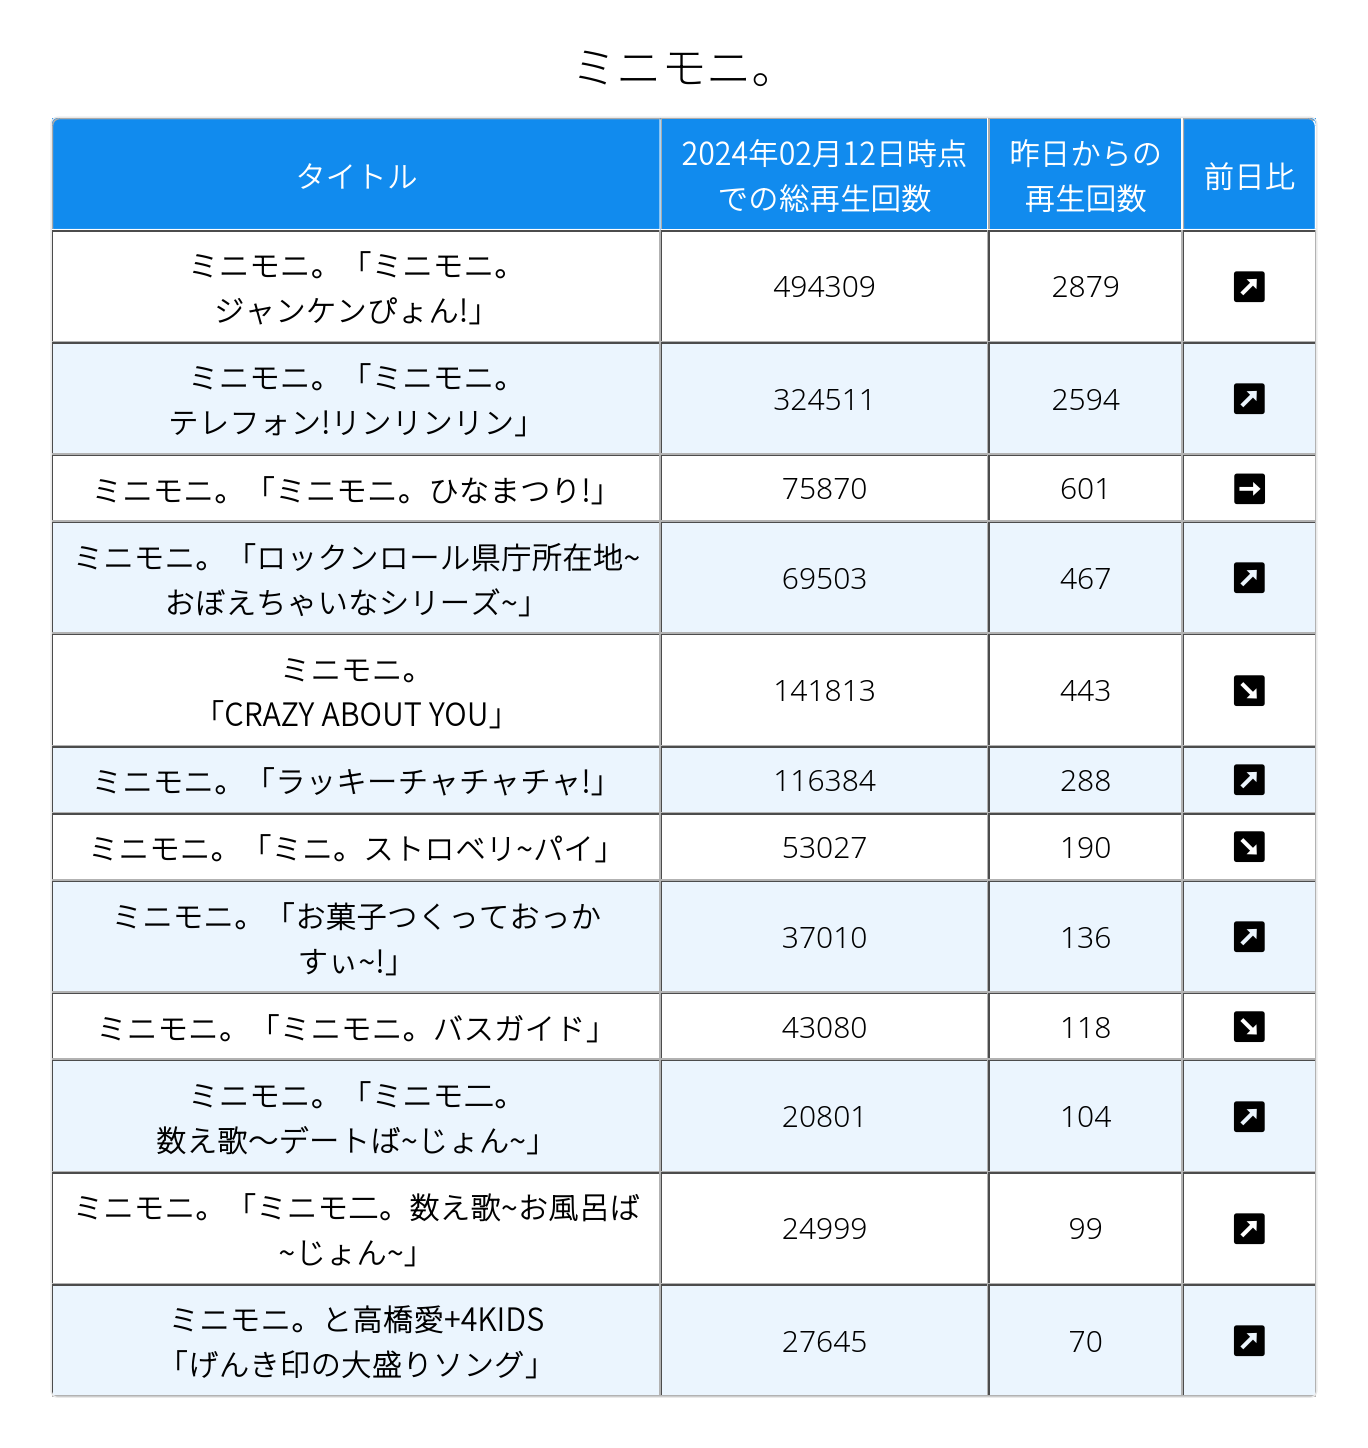 ミニモニ。
タイトル
2024年02月12日時点
での総再生回数
昨日からの
再生回数
前日比
ミニモニ。「ミニモニ。
ジャンケンぴょん!」
494309
2879
↗
ミニモニ。「ミニモニ。
テレフォン!リンリンリン」
324511
2594
↗
ミニモニ。「ミニモニ。ひなまつり!」
75870
601
→
ミニモニ。「ロックンロール県庁所在地~
おぼえちゃいなシリーズ~」
69503
467
↗
ミニモニ。
「CRAZY ABOUT YOU」
141813
443
↘
ミニモニ。「ラッキーチャチャチャ!」
116384
288
↗
ミニモニ。「ミニ。ストロベリ~パイ」
53027
190
↘
ミニモニ。「お菓子つくっておっか
すぃ~!」
37010
136
↗
ミニモニ。「ミニモニ。バスガイド」
43080
118
↘
ミニモニ。「ミニモ二。
数え歌〜デートば~じょん~」
20801
104
↗
ミニモニ。「ミニモ二。数え歌~お風呂ば
~じょん~」
24999
99
↗
ミニモニ。と高橋愛+4KIDS
「げんき印の大盛りソング」
27645
70
↗